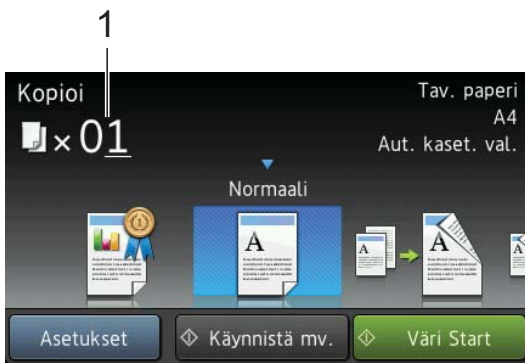 1
Kopioi
Tav. paperi
A4
×01
Aut. kaset. val.
Normaali
A
A
A
A
Asetukset
Käynnistä mv.
Väri Start